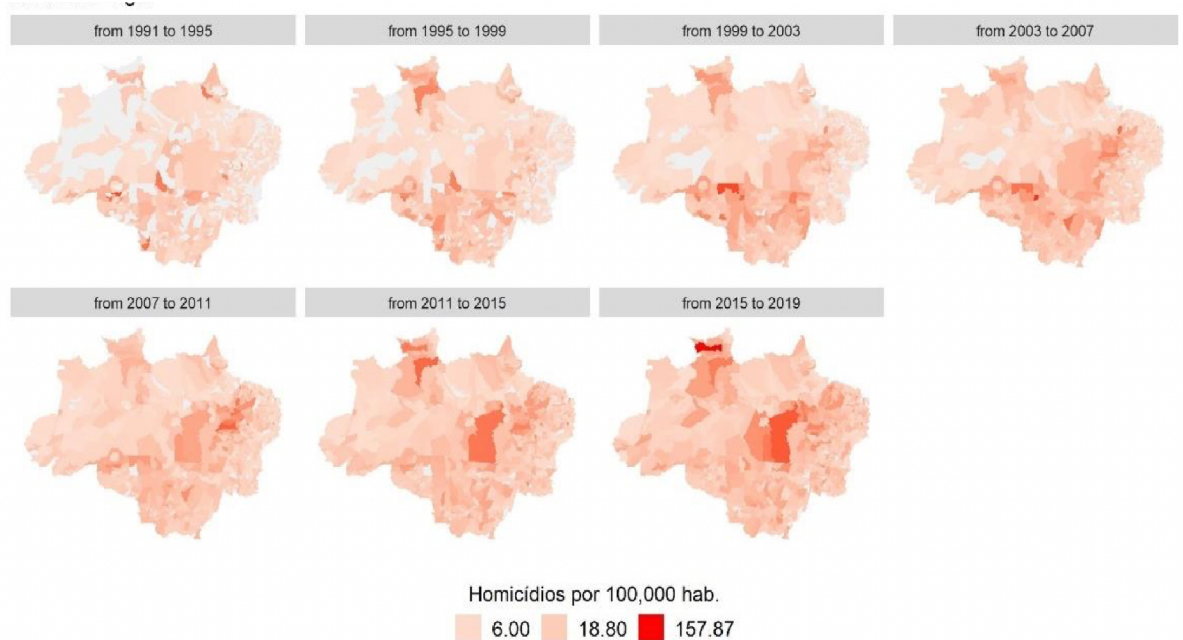 from 1991 to 1995
from 1995 to 1999
from 1999 to 2003
from 2003 to 2007
from 2007 to 2011
from 2011 to 2015
from 2015 to 2019
Homicídios por 100,000 hab.
6.00 18.80 157.87